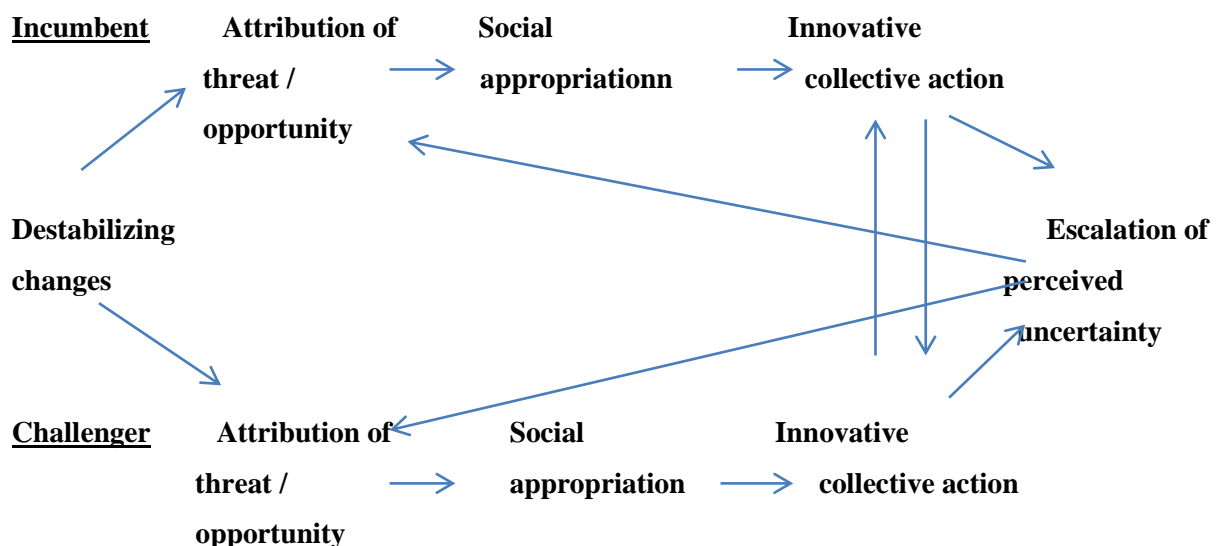 Incumbent Attribution of Social Innovative
threat / appropriationn collective action
opportunity
Destabilizing Escalation of
changes perceived
uncertainty
Challenger Attribution of Social Innovative
threat / appropriation collective action
opportunity